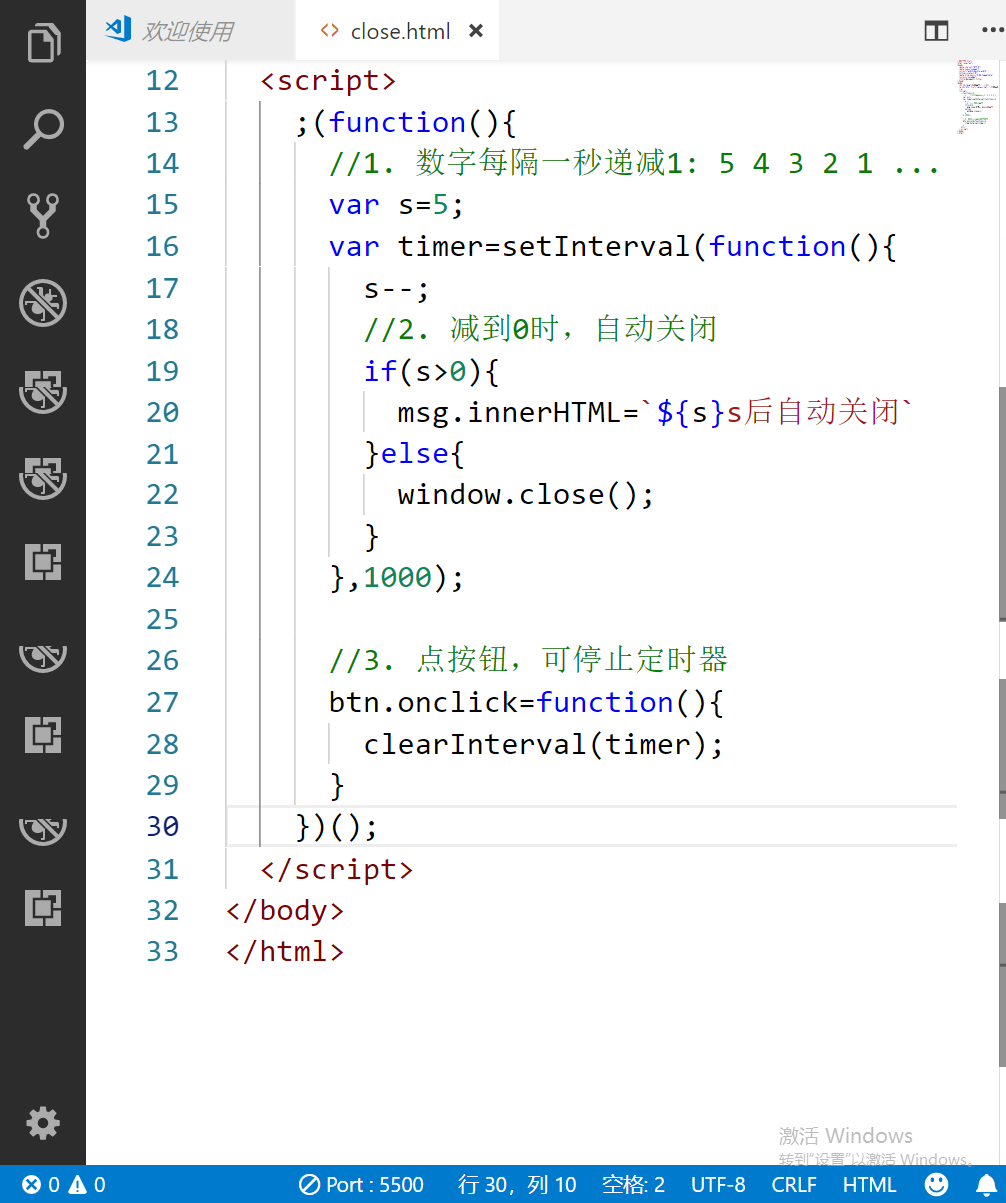 欢迎使用
<> close.html ×
12 <script>
13 ;(function(){
14 //1. 数字每隔一秒递减1: 5 4 3 2 1 ...
15 var s=5;
16 var timer=setInterval(function(){
17 s--;
18 //2. 减到0时，自动关闭
19 if(s>0){
20 msg.innerHTML=`${s}s后自动关闭`
21 }else{
22 window.close();
23 }
24 },1000);
25
26 //3. 点按钮，可停止定时器
27 btn.onclick=function(){
28 clearInterval(timer);
29 }
30 })();
31 </script>
32 </body>
33 </html>
激活 Windows
转到“设置”以激活 Windows。
0 0 Port : 5500 行 30，列 10 空格: 2 UTF-8 CRLF HTML